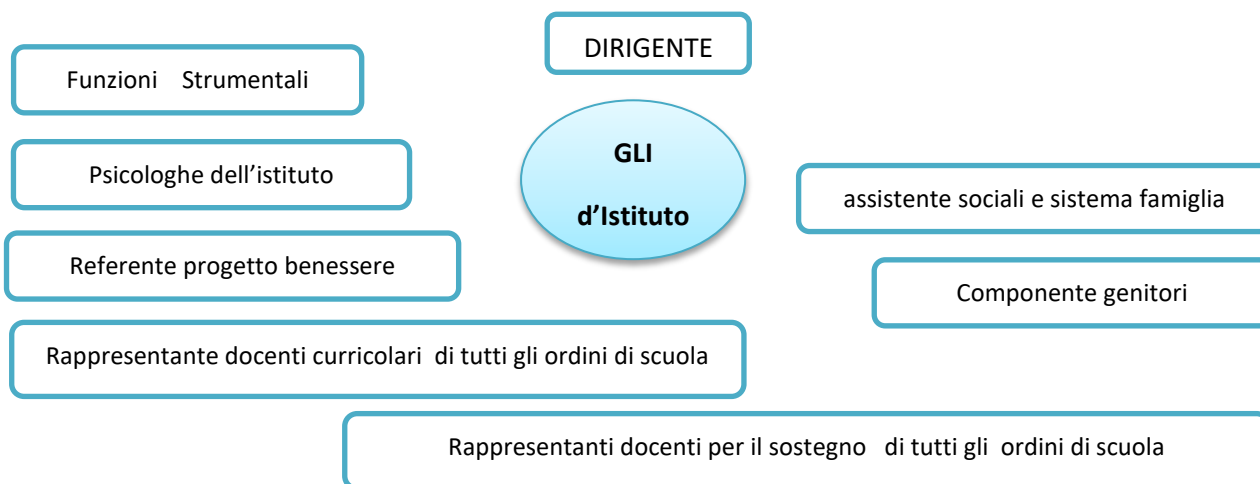 DIRIGENTE
Funzioni Strumentali
GLI
d’Istituto
Psicologhe dell’istituto
assistente sociali e sistema famiglia
Referente progetto benessere
Componente genitori
Rappresentante docenti curricolari di tutti gli ordini di scuola
Rappresentanti docenti per il sostegno di tutti gli ordini di scuola